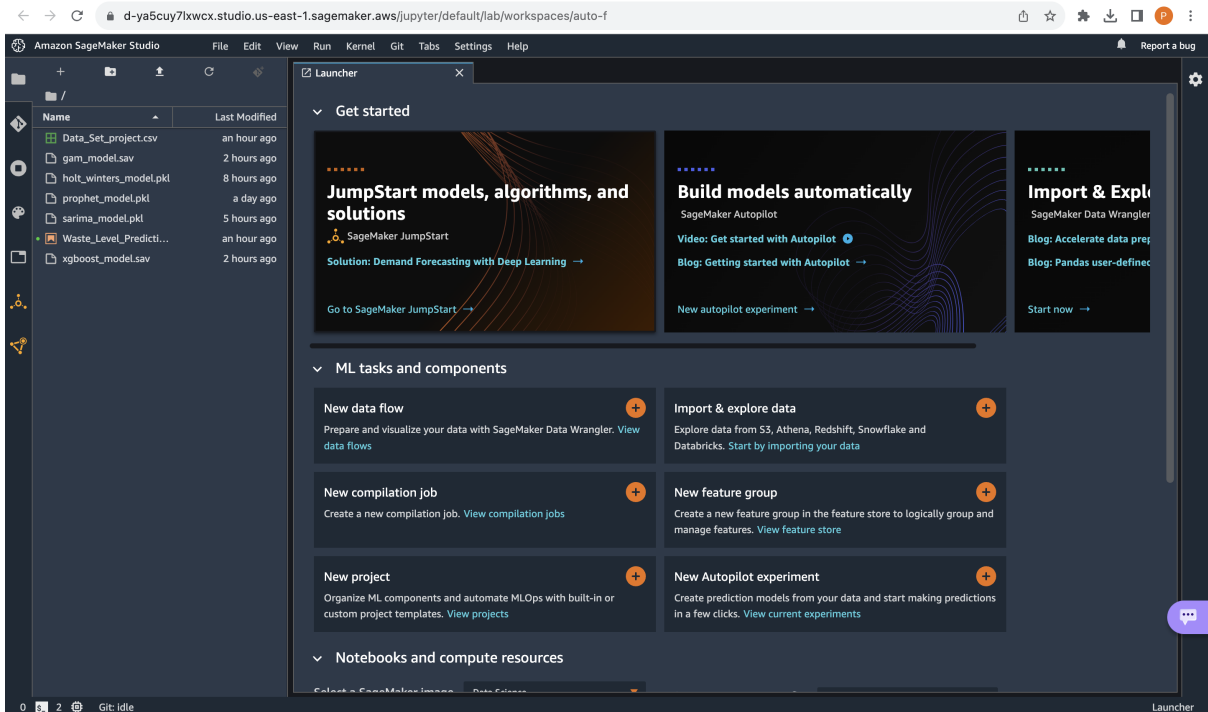 d-ya5cuy7lxwcx.studio.us-east-1.sagemaker.aws/jupyter/default/lab/workspaces/auto-f
P
Amazon SageMaker Studio File Edit View Run Kernel Git Tabs Settings Help Report a bug
/
Name Last Modified
Data_Set_project.csv an hour ago
gam_model.sav 2 hours ago
holt_winters_model.pkl 8 hours ago
prophet_model.pkl a day ago
sarima_model.pkl 5 hours ago
Waste_Level_Predicti... an hour ago
xgboost_model.sav 2 hours ago
Launcher
Get started
JumpStart models, algorithms, and
solutions
SageMaker JumpStart
Solution: Demand Forecasting with Deep Learning →
Go to SageMaker JumpStart →
Build models automatically
SageMaker Autopilot
Video: Get started with Autopilot
Blog: Getting started with Autopilot →
New autopilot experiment →
Import & Expl
SageMaker Data Wrangler
Blog: Accelerate data prep
Blog: Pandas user-defined
Start now →
ML tasks and components
New data flow
Prepare and visualize your data with SageMaker Data Wrangler. View
data flows
Import & explore data
Explore data from S3, Athena, Redshift, Snowflake and
Databricks. Start by importing your data
New compilation job
Create a new compilation job. View compilation jobs
New feature group
Create a new feature group in the feature store to logically group and
manage features. View feature store
New project
Organize ML components and automate MLOps with built-in or
custom project templates. View projects
New Autopilot experiment
Create prediction models from your data and start making predictions
in a few clicks. View current experiments
Notebooks and compute resources
Select a SageMaker image Data Science
0 2 Git: idle Launcher